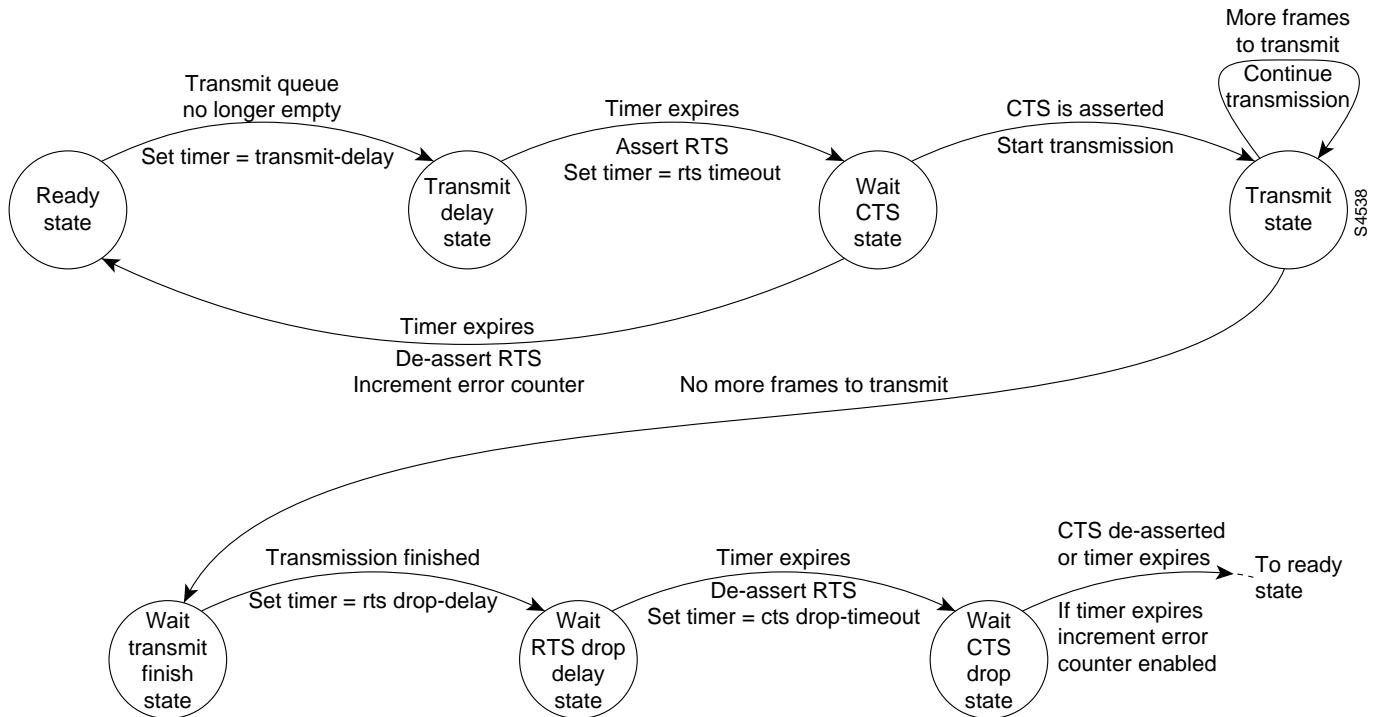 More frames
to transmit
Continue
transmission
Transmit queue
no longer empty
Set timer = transmit-delay
Timer expires
Assert RTS
Set timer = rts timeout
CTS is asserted
Start transmission
Ready
state
Transmit
delay
state
Wait
CTS
state
Transmit
state
S4538
Timer expires
De-assert RTS
Increment error counter
No more frames to transmit
Transmission finished
Set timer = rts drop-delay
Timer expires
De-assert RTS
Set timer = cts drop-timeout
CTS de-asserted
or timer expires
To ready
state
If timer expires
increment error
counter enabled
Wait
transmit
finish
state
Wait
RTS drop
delay
state
Wait
CTS
drop
state